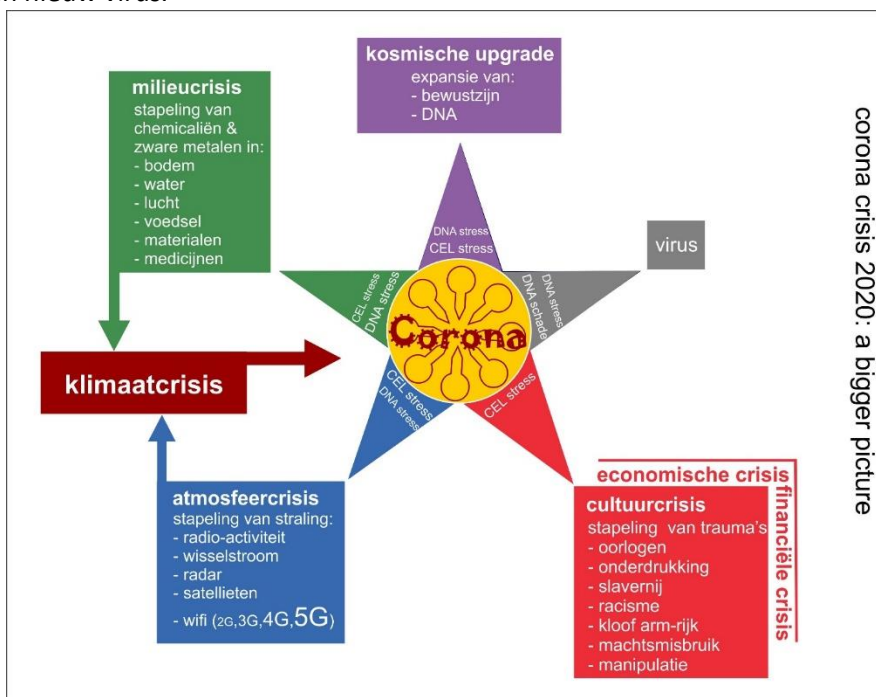 n nieuw virus.
kosmische upgrade
expansie van:
- bewustzijn
- DNA
milieucrisis
stapeling van
chemicaliën &
zware metalen in:
- bodem
- water
- lucht
- voedsel
- materialen
- medicijnen
virus
corona crisis 2020: a bigger picture
DNA stress
CEL stress
CEL stress
DNA stress
DNA stress
DNA schade
Corona
klimaatcrisis
CEL stress
DNA stress
CEL stress
atmosfeercrisis
stapeling van straling:
- radio-activiteit
- wisselstroom
- radar
- satellieten
- wifi (2G,3G,4G,5G)
economische crisis
financiële crisis
cultuurcrisis
stapeling van trauma's
- oorlogen
- onderdrukking
- slavernij
- racisme
- kloof arm-rijk
- machtsmisbruik
- manipulatie